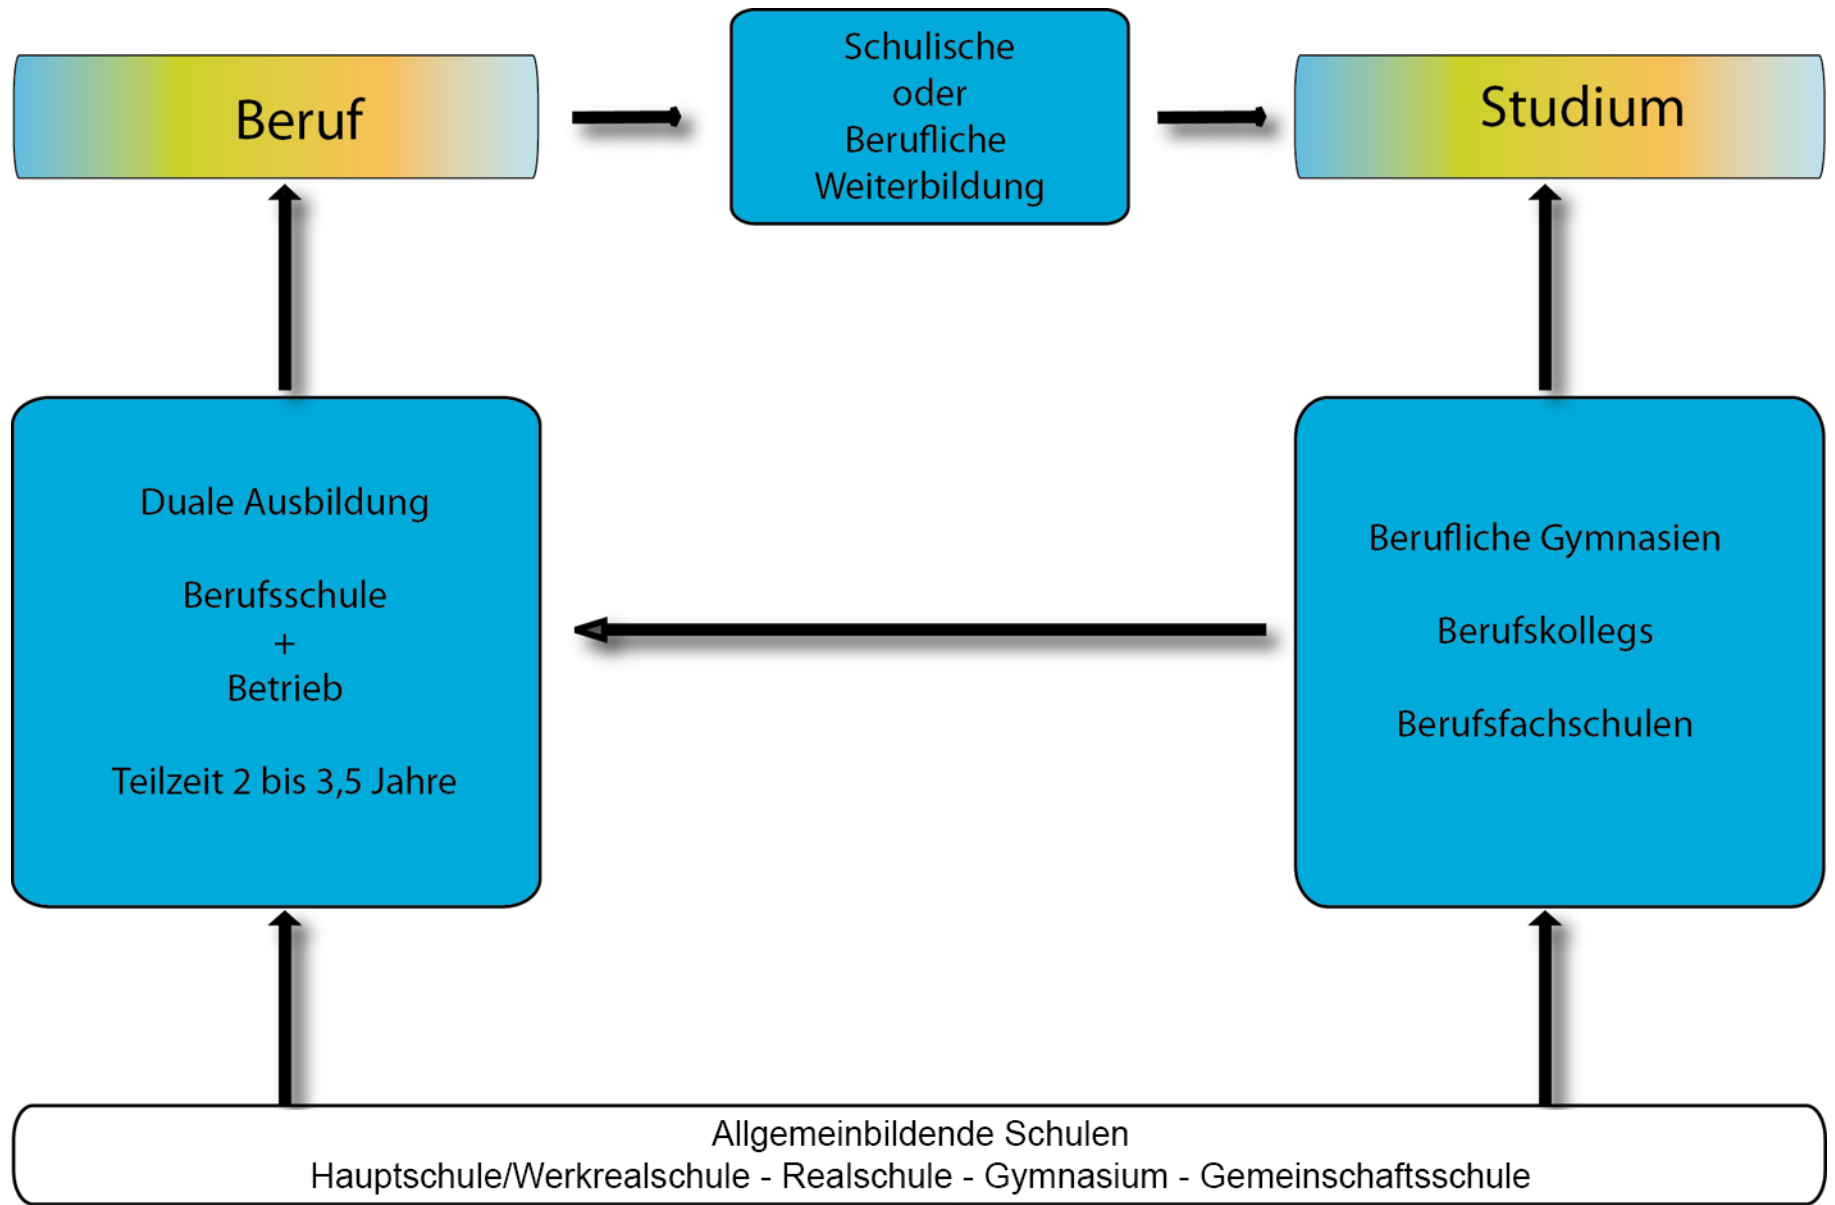 Beruf
Schulische
oder
Berufliche
Weiterbildung
Studium
Duale Ausbildung
Berufsschule
+
Betrieb
Teilzeit 2 bis 3,5 Jahre
Berufliche Gymnasien
Berufskollegs
Berufsfachschulen
Allgemeinbildende Schulen
Hauptschule/Werkrealschule - Realschule - Gymnasium - Gemeinschaftsschule